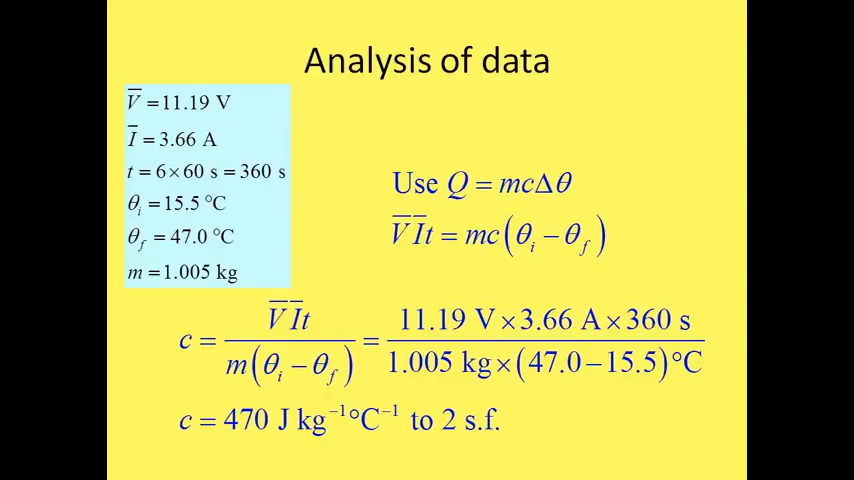 Analysis of data
V̅ = 11.19 V
I̅ = 3.66 A
t = 6 × 60 s = 360 s
θᵢ = 15.5 °C
θ_f = 47.0 °C
m = 1.005 kg
Use Q = mcΔθ
V̅ I̅t = mc(θᵢ − θ_f)
c = V̅ I̅t / m(θᵢ − θ_f) = 11.19 V × 3.66 A × 360 s / 1.005 kg × (47.0 − 15.5) °C
c = 470 J kg⁻¹°C⁻¹ to 2 s.f.